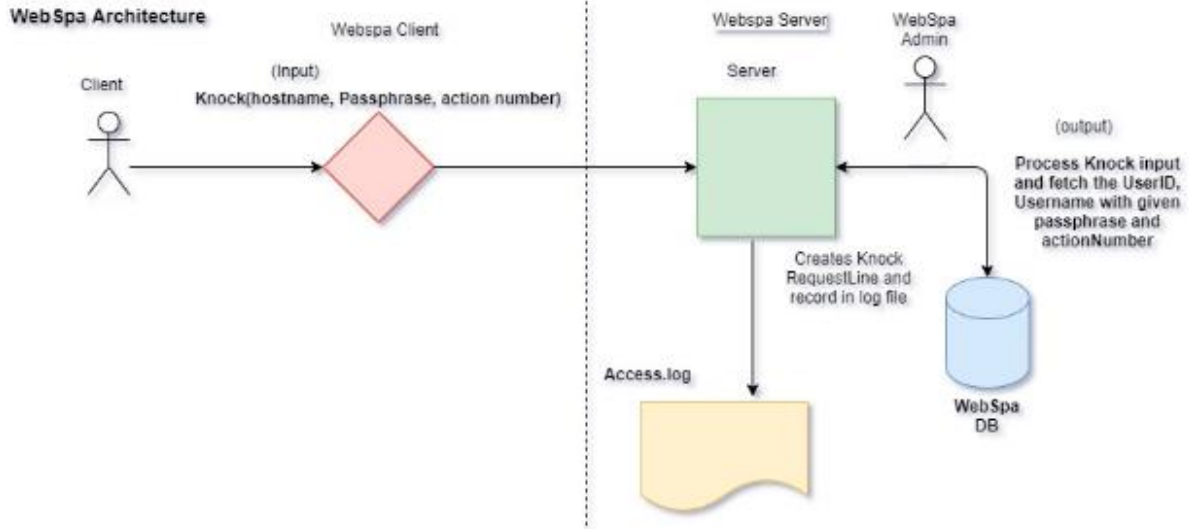 WebSpa Architecture
Webspa Client
Client
(Input)
Knock(hostname, Passphrase, action number)
Webspa Server
Server
WebSpa
Admin
(output)
Process Knock input
and fetch the UserID,
Username with given
passphrase and
actionNumber
Creates Knock
RequestLine and
record in log file
Access.log
WebSpa
DB